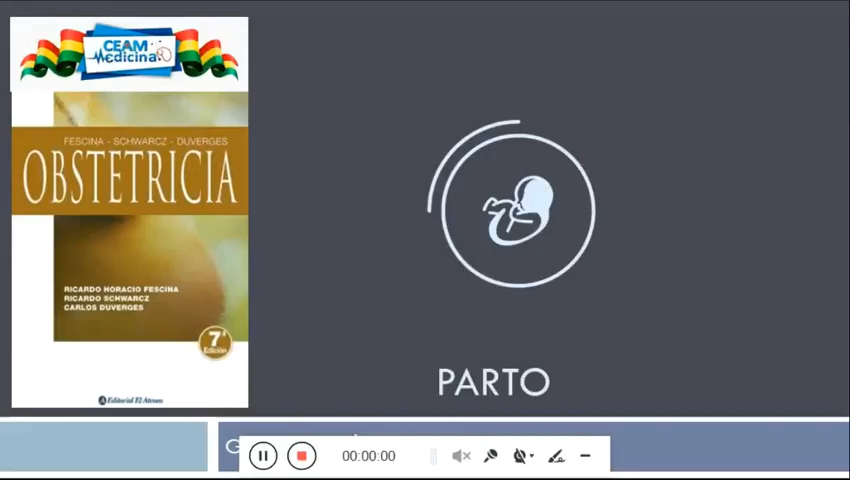 CEAM
Medicina
FESCINA - SCHWARCZ - DUVERGES
OBSTETRICIA
RICARDO HORACIO FESCINA
RICARDO SCHWARCZ
CARLOS DUVERGES
7ª
Edición
Editorial El Ateneo
PARTO
G
00:00:00